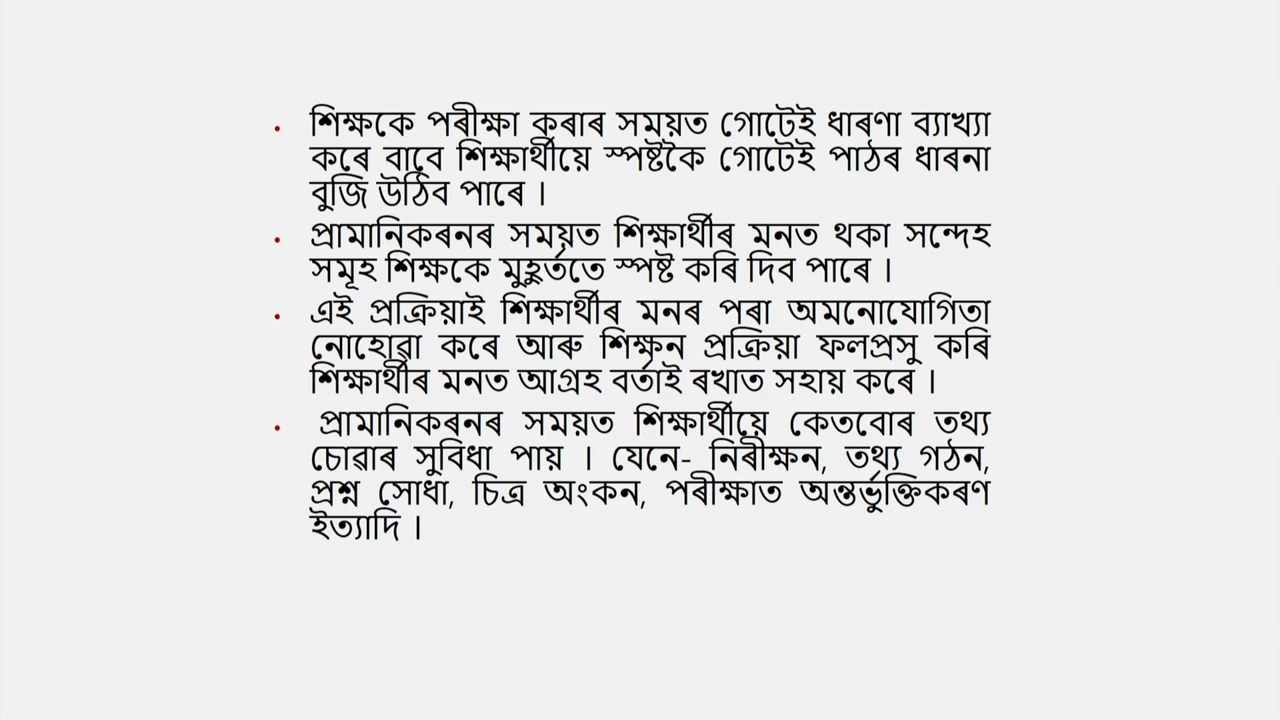 • শিক্ষকে পৰীক্ষা কৰাৰ সময়ত গোটেই ধাৰণা ব্যাখ্যা
কৰে বাবে শিক্ষাৰ্থীয়ে স্পষ্টকৈ গোটেই পাঠৰ ধাৰনা
বুজি উঠিব পাৰে ।
• প্ৰামানিকৰনৰ সময়ত শিক্ষাৰ্থীৰ মনত থকা সন্দেহ
সমূহ শিক্ষকে মুহূৰ্ততে স্পষ্ট কৰি দিব পাৰে ।
• এই প্ৰক্ৰিয়াই শিক্ষাৰ্থীৰ মনৰ পৰা অমনোযোগিতা
নোহোৱা কৰে আৰু শিক্ষন প্ৰক্ৰিয়া ফলপ্ৰসু কৰি
শিক্ষাৰ্থীৰ মনত আগ্ৰহ বৰ্তাই ৰখাত সহায় কৰে ।
• প্ৰামানিকৰনৰ সময়ত শিক্ষাৰ্থীয়ে কেতবোৰ তথ্য
চোৱাৰ সুবিধা পায় । যেনে- নিৰীক্ষন, তথ্য গঠন,
প্ৰশ্ন সোধা, চিত্ৰ অংকন, পৰীক্ষাত অন্তৰ্ভুক্তিকৰণ
ইত্যাদি ।